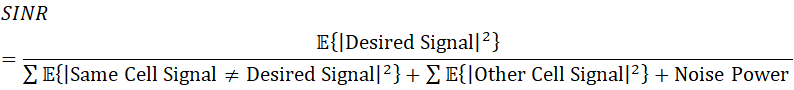 SINR
= 𝔼{|Desired Signal|²}
∑ 𝔼{|Same Cell Signal ≠ Desired Signal|²} + ∑ 𝔼{|Other Cell Signal|²} + Noise Power